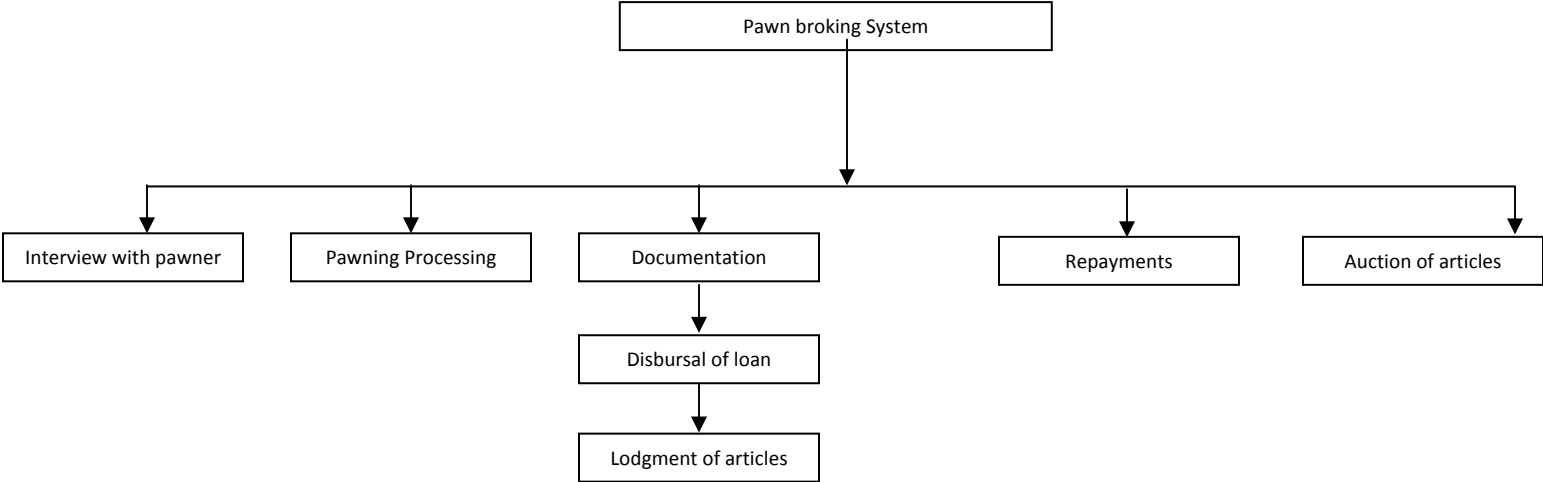 Pawn broking System
Interview with pawner
Pawning Processing
Documentation
Repayments
Auction of articles
Disbursal of loan
Lodgment of articles